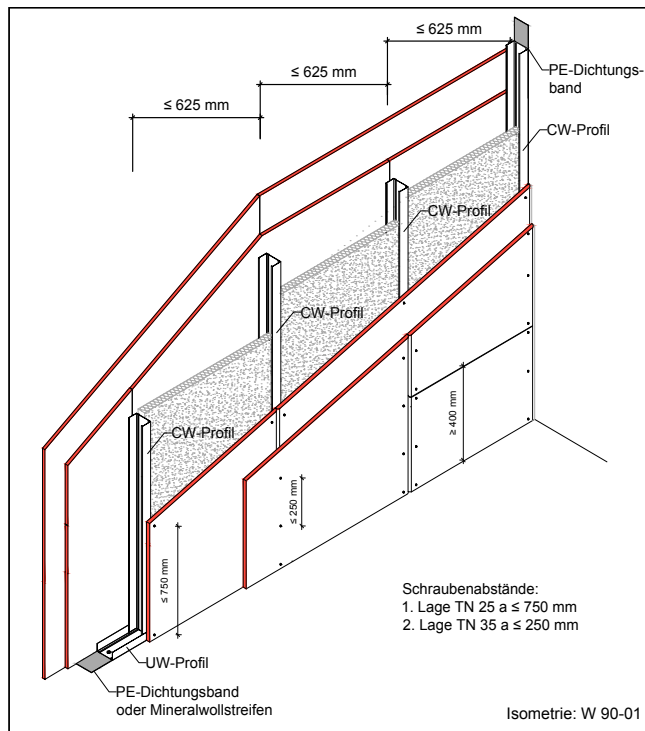 ≤ 625 mm
≤ 625 mm
≤ 625 mm
PE-Dichtungs-
band
CW-Profil
CW-Profil
CW-Profil
CW-Profil
≥ 400 mm
≤ 250 mm
≤ 750 mm
Schraubenabstände:
1. Lage TN 25 a ≤ 750 mm
2. Lage TN 35 a ≤ 250 mm
UW-Profil
PE-Dichtungsband
oder Mineralwollstreifen
Isometrie: W 90-01